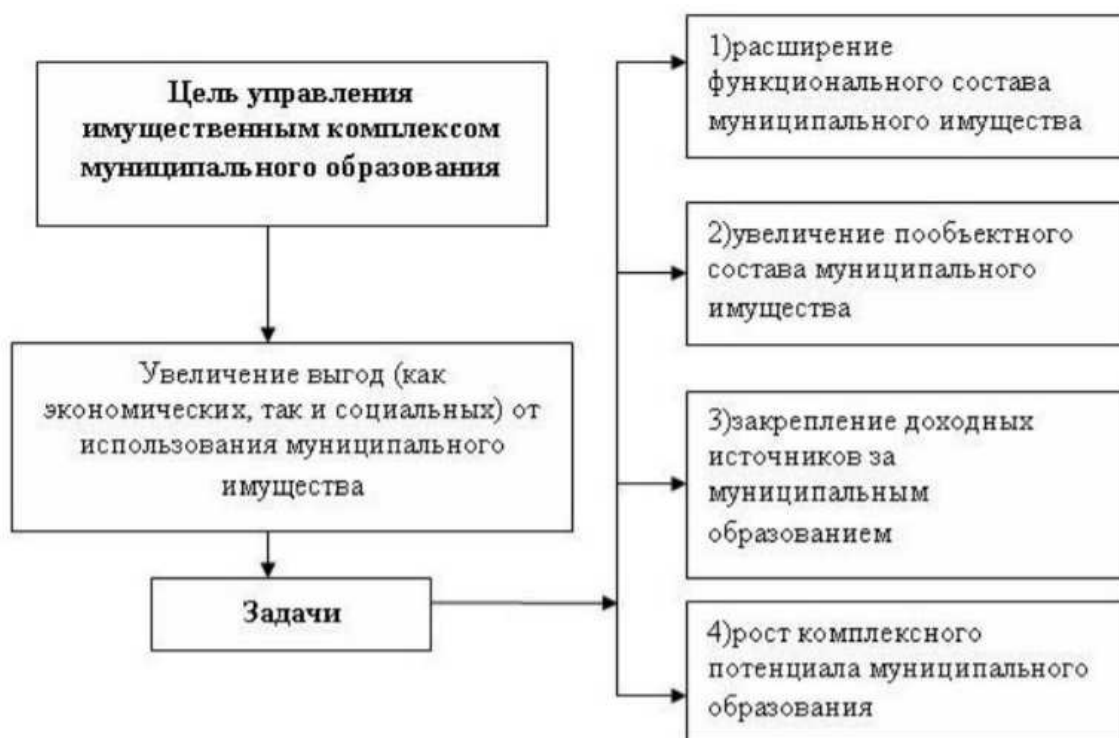 Цель управления
имущественным комплексом
муниципального образования
Увеличение выгод (как
экономических, так и социальных) от
использования муниципального
имущества
Задачи
1)расширение
функционального состава
муниципального имущества
2)увеличение пообъектного
состава муниципального
имущества
3)закрепление доходных
источников за
муниципальным
образованием
4)рост комплексного
потенциала муниципального
образования